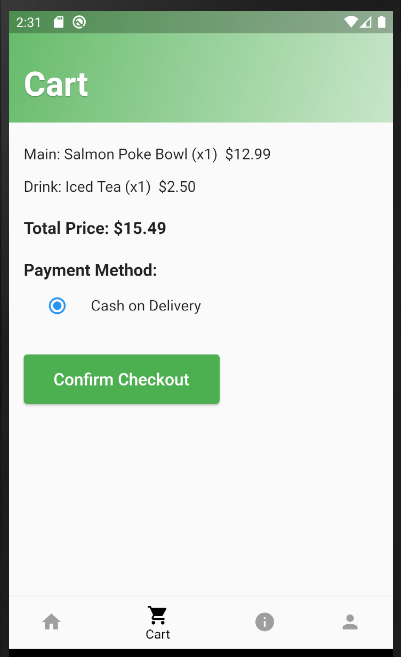 2:31
Cart
Main: Salmon Poke Bowl (x1)  $12.99
Drink: Iced Tea (x1)  $2.50
Total Price: $15.49
Payment Method:
Cash on Delivery
Confirm Checkout
Cart